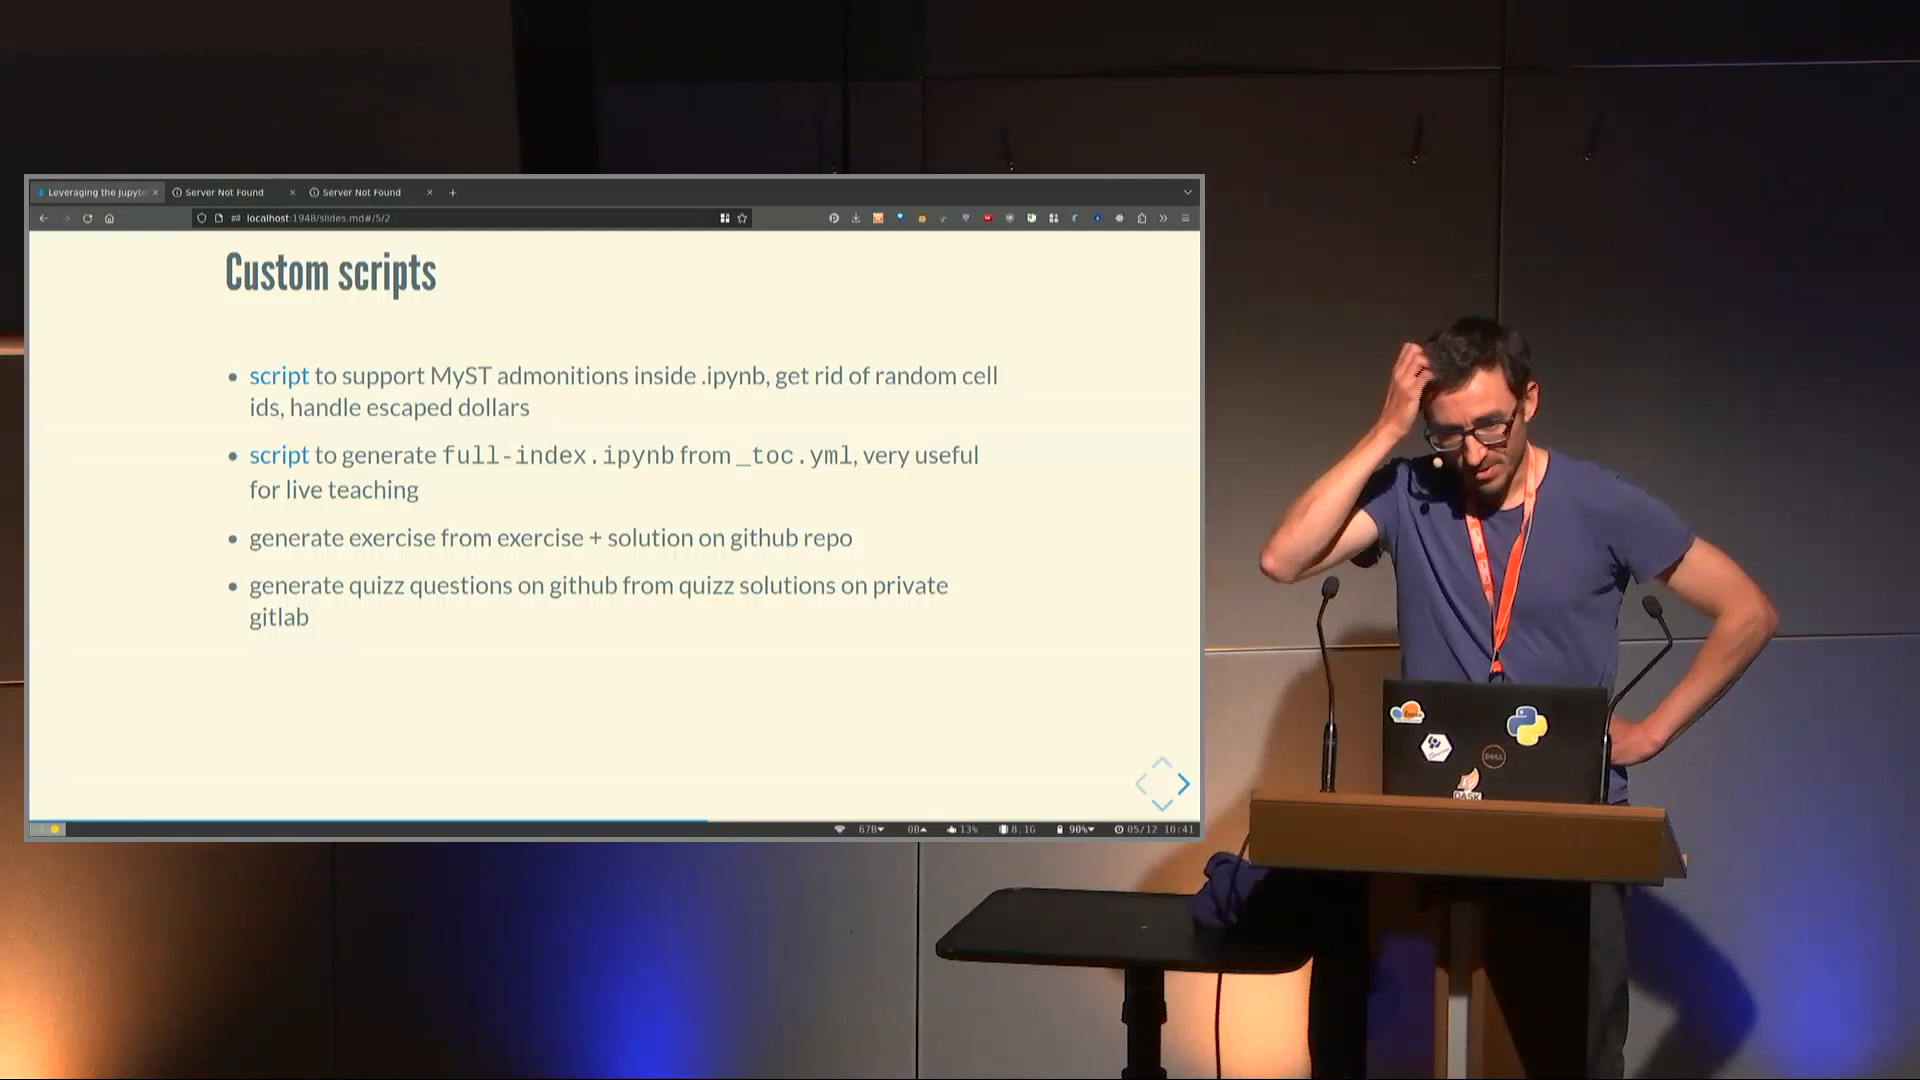 Leveraging the Jupyte
Server Not Found
Server Not Found
localhost:1948/slides.md#/5/2
Custom scripts
script to support MyST admonitions inside .ipynb, get rid of random cell
ids, handle escaped dollars
script to generate full-index.ipynb from _toc.yml, very useful
for live teaching
generate exercise from exercise + solution on github repo
generate quizz questions on github from quizz solutions on private
gitlab
67B 0B 13% 8.1G 90% 05/12 10:41
DELL
DASK